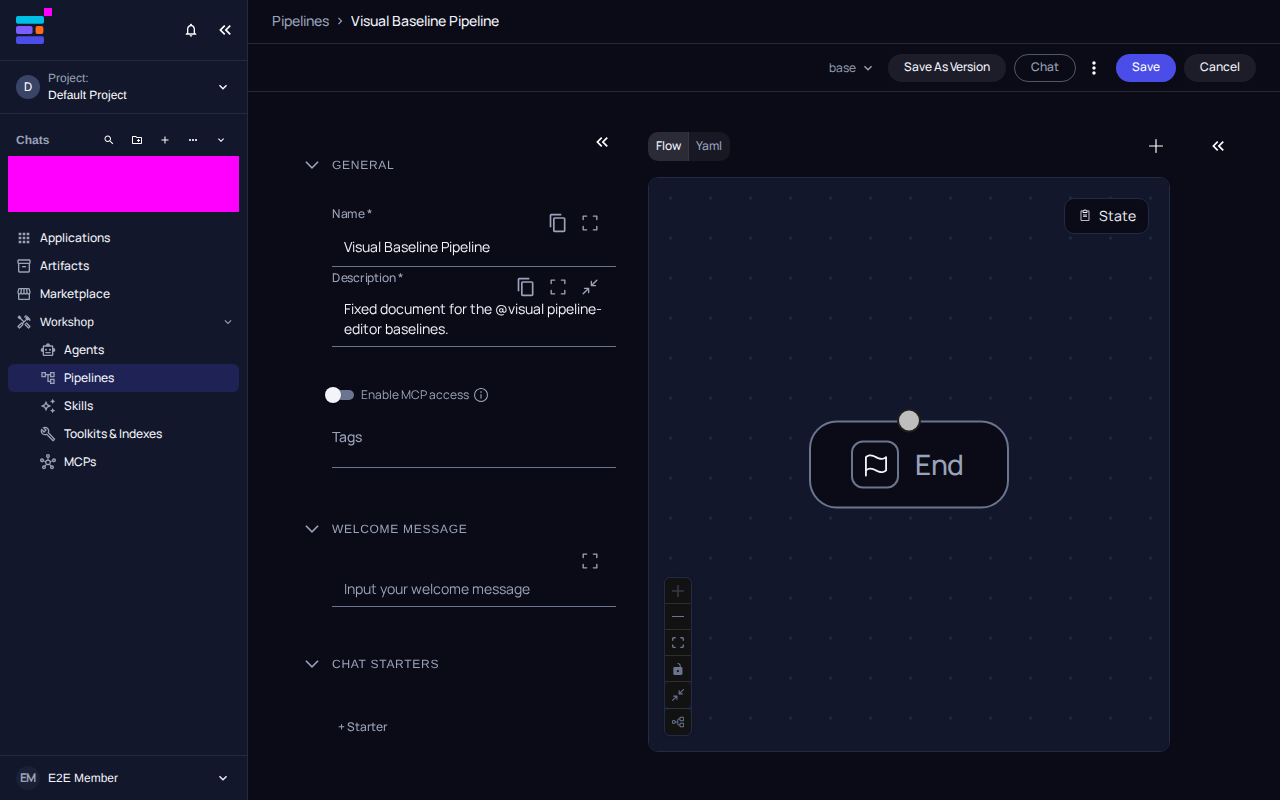 Pipelines › Visual Baseline Pipeline
D
Project:
Default Project
base
Save As Version
Chat
Save
Cancel
Chats
Applications
Artifacts
Marketplace
Workshop
Agents
Pipelines
Skills
Toolkits & Indexes
MCPs
EM
E2E Member
GENERAL
Name *
Visual Baseline Pipeline
Description *
Fixed document for the @visual pipeline-
editor baselines.
Enable MCP access
Tags
WELCOME MESSAGE
Input your welcome message
CHAT STARTERS
+ Starter
Flow
Yaml
State
End